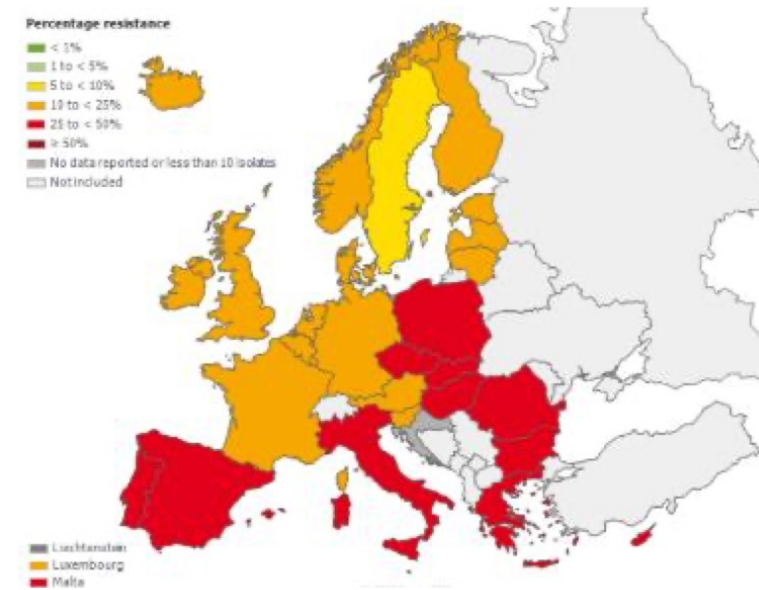 Percentage resistance
< 1%
1 to < 5%
5 to < 10%
10 to < 25%
25 to < 50%
≥ 50%
No data reported or less than 10 isolates
Not included
Liechtenstein
Luxembourg
Malta